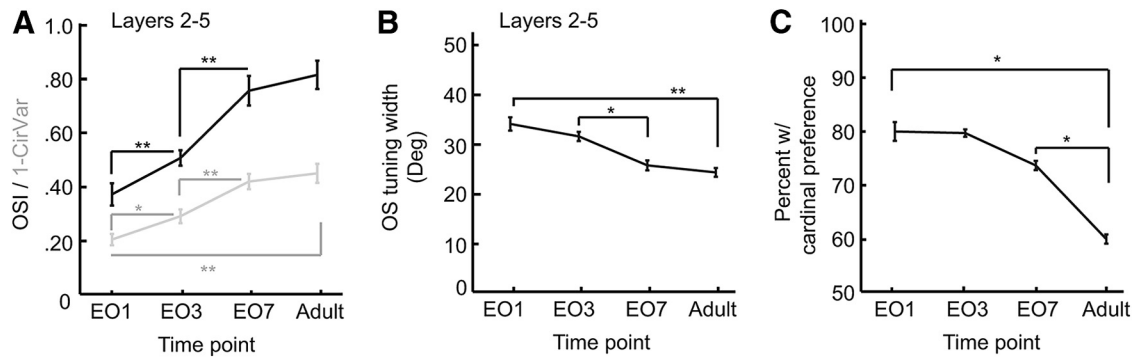 A
Layers 2-5
OSI / 1-CirVar
1.0
.80
.60
.40
.20
0
**
**
**
*
**
EO1 EO3 EO7 Adult
Time point
B
Layers 2-5
OS tuning width
(Deg)
50
40
30
20
10
0
**
*
EO1 EO3 EO7 Adult
Time point
C
Percent w/
cardinal preference
100
90
80
70
60
50
*
*
EO1 EO3 EO7 Adult
Time point